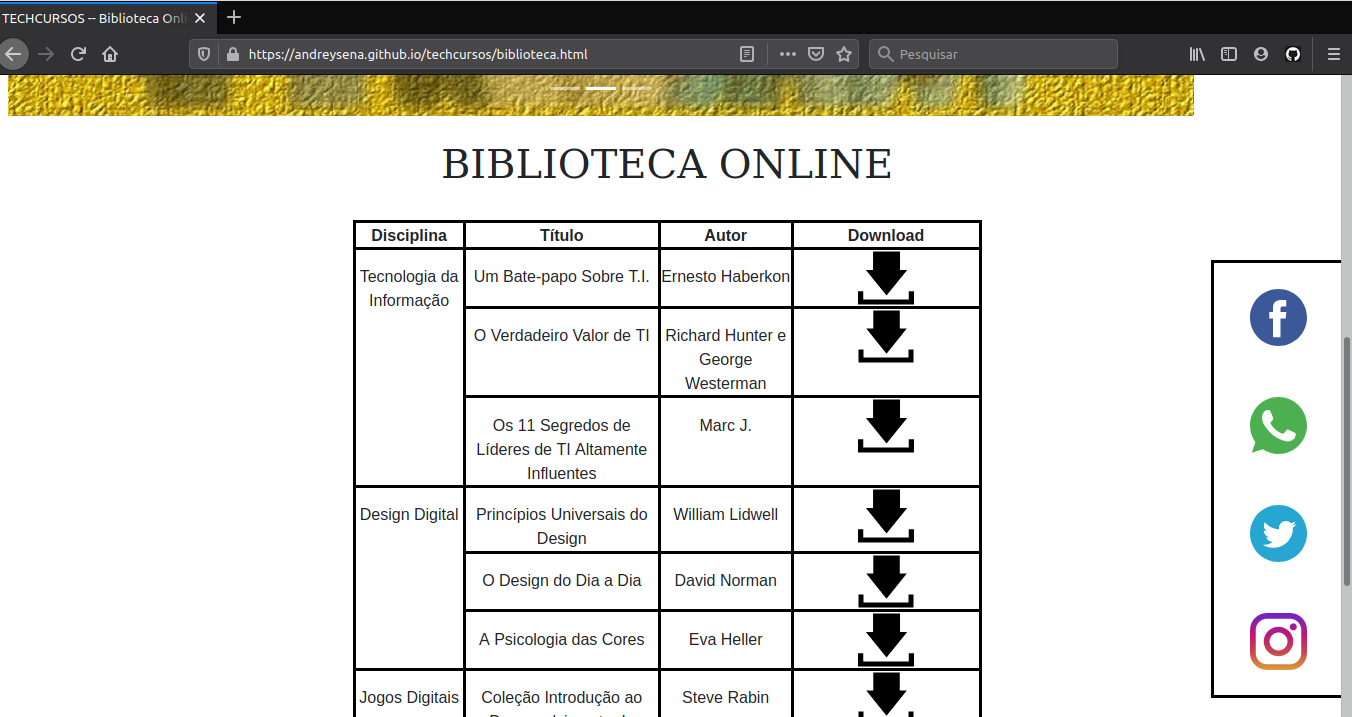 TECHCURSOS -- Biblioteca Onli
https://andreysena.github.io/techcursos/biblioteca.html
Pesquisar
BIBLIOTECA ONLINE
Disciplina Título Autor Download
Tecnologia da
Informação
Um Bate-papo Sobre T.I.
Ernesto Haberkon
O Verdadeiro Valor de TI
Richard Hunter e
George
Westerman
Os 11 Segredos de
Líderes de TI Altamente
Influentes
Marc J.
Design Digital
Princípios Universais do
Design
William Lidwell
O Design do Dia a Dia
David Norman
A Psicologia das Cores
Eva Heller
Jogos Digitais
Coleção Introdução ao
Steve Rabin